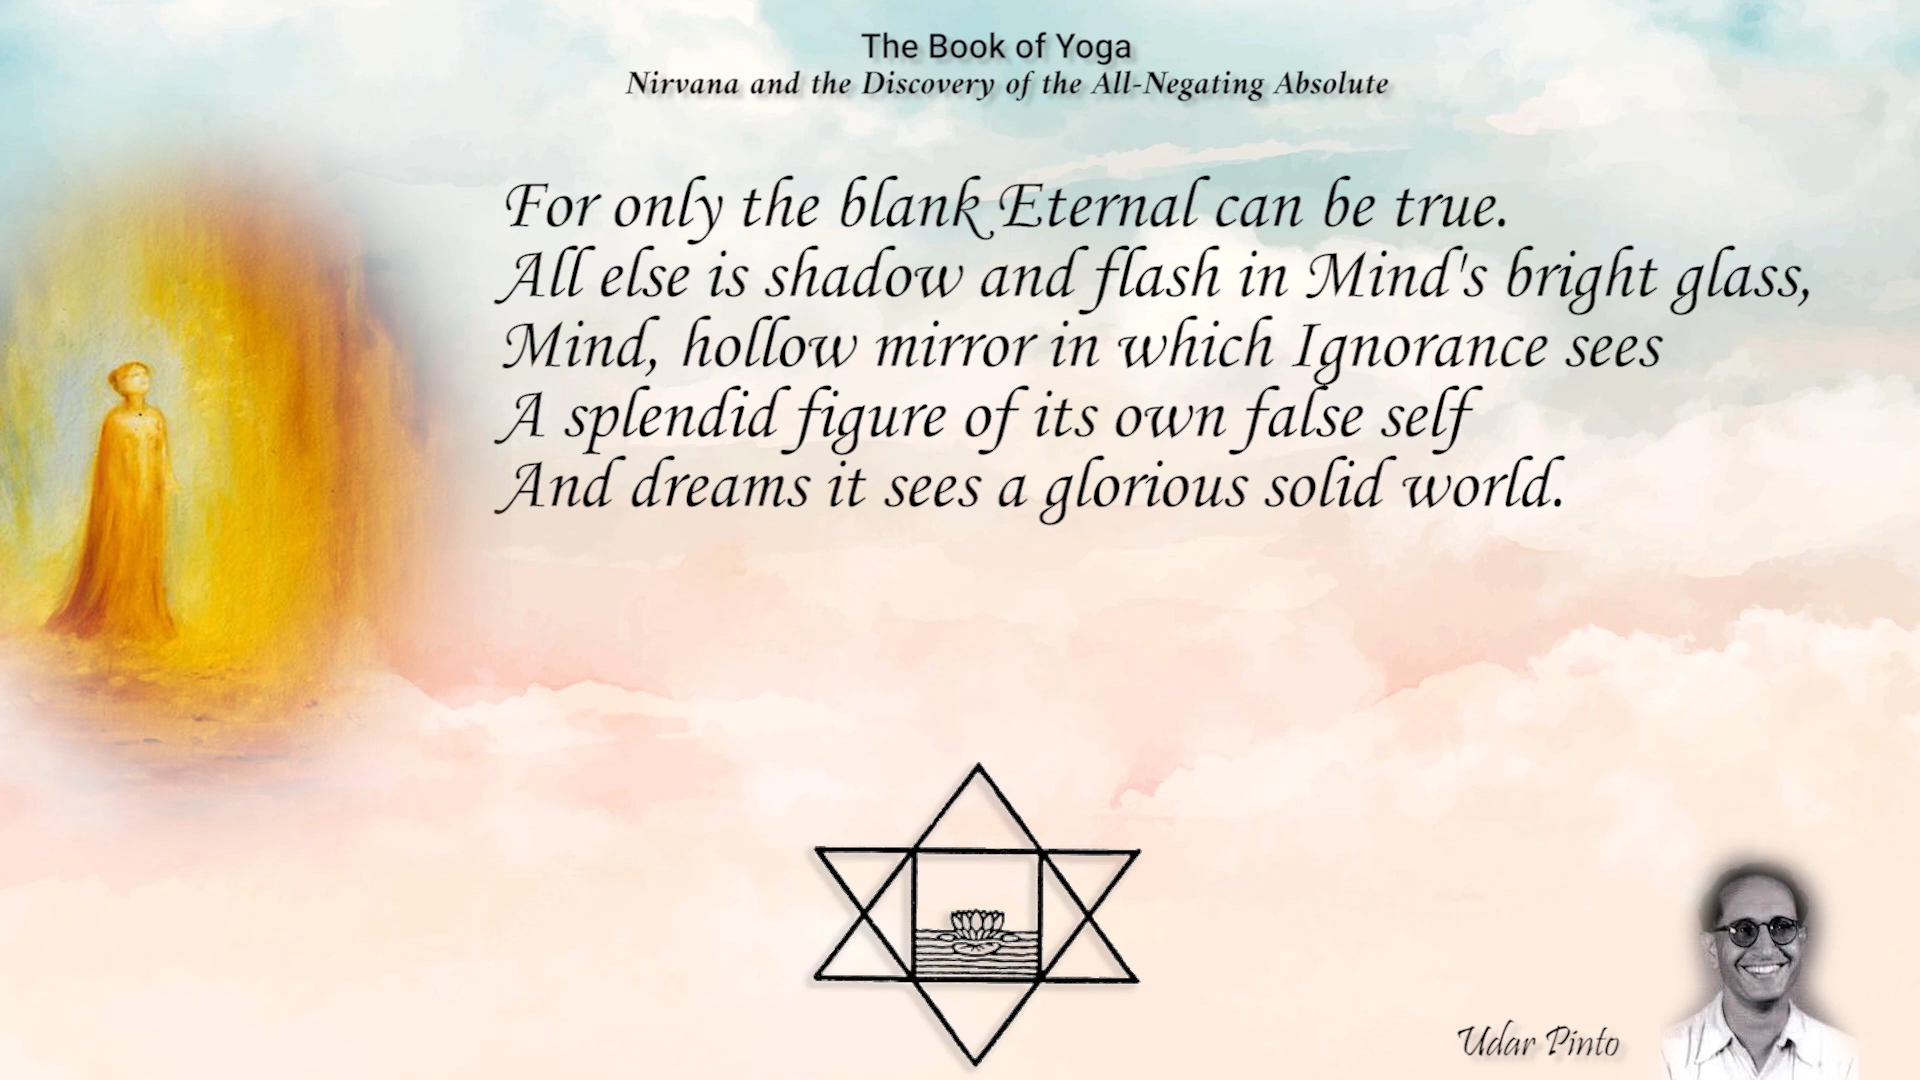 The Book of Yoga
Nirvana and the Discovery of the All-Negating Absolute
For only the blank Eternal can be true.
All else is shadow and flash in Mind's bright glass,
Mind, hollow mirror in which Ignorance sees
A splendid figure of its own false self
And dreams it sees a glorious solid world.
Udar Pinto